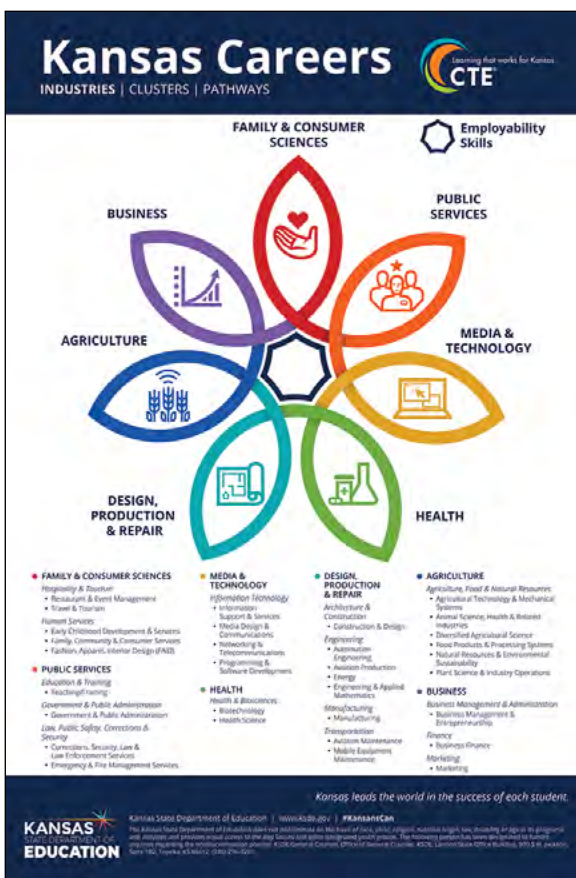 Kansas Careers
INDUSTRIES | CLUSTERS | PATHWAYS
Learning that works for Kansas
CTE
FAMILY & CONSUMER
SCIENCES
Employability
Skills
PUBLIC
SERVICES
BUSINESS
AGRICULTURE
MEDIA &
TECHNOLOGY
DESIGN,
PRODUCTION
& REPAIR
HEALTH
FAMILY & CONSUMER SCIENCES
Hospitality & Tourism
• Restaurant & Event Management
• Travel & Tourism
Human Services
• Early Childhood Development & Services
• Family, Community & Consumer Services
• Fashion, Apparel, Interior Design (FAID)
PUBLIC SERVICES
Education & Training
• Teaching/Training
Government & Public Administration
• Government & Public Administration
Law, Public Safety, Corrections &
Security
• Corrections, Security, Law &
Law Enforcement Services
• Emergency & Fire Management Services
MEDIA &
TECHNOLOGY
Information Technology
• Information
Support & Services
• Media Design &
Communications
• Networking &
Telecommunications
• Programming &
Software Development
HEALTH
Health & Biosciences
• Biotechnology
• Health Science
DESIGN,
PRODUCTION
& REPAIR
Architecture &
Construction
• Construction & Design
Engineering
• Automation
Engineering
• Aviation Production
• Energy
• Engineering & Applied
Mathematics
Manufacturing
• Manufacturing
Transportation
• Aviation Maintenance
• Mobile Equipment
Maintenance
AGRICULTURE
Agriculture, Food & Natural Resources
• Agricultural Technology & Mechanical
Systems
• Animal Science, Health & Related
Industries
• Diversified Agricultural Science
• Food Products & Processing Systems
• Natural Resources & Environmental
Sustainability
• Plant Science & Industry Operations
BUSINESS
Business Management & Administration
• Business Management &
Entrepreneurship
Finance
• Business Finance
Marketing
• Marketing
Kansas leads the world in the success of each student.
KANSAS
STATE DEPARTMENT OF
EDUCATION
Kansas State Department of Education | www.ksde.gov | #KansansCan